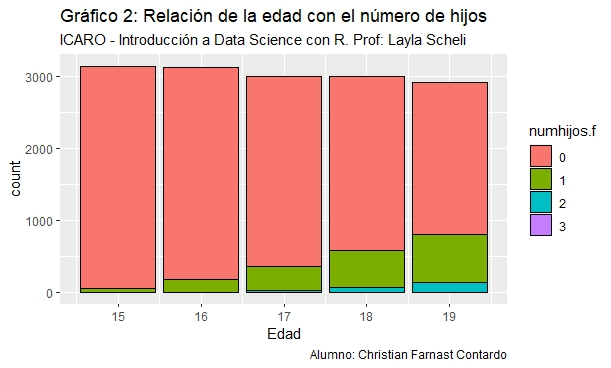 Gráfico 2: Relación de la edad con el número de hijos
ICARO - Introducción a Data Science con R. Prof: Layla Scheli
3000
2000
1000
0
count
15 16 17 18 19
Edad
numhijos.f
0
1
2
3
Alumno: Christian Farnast Contardo